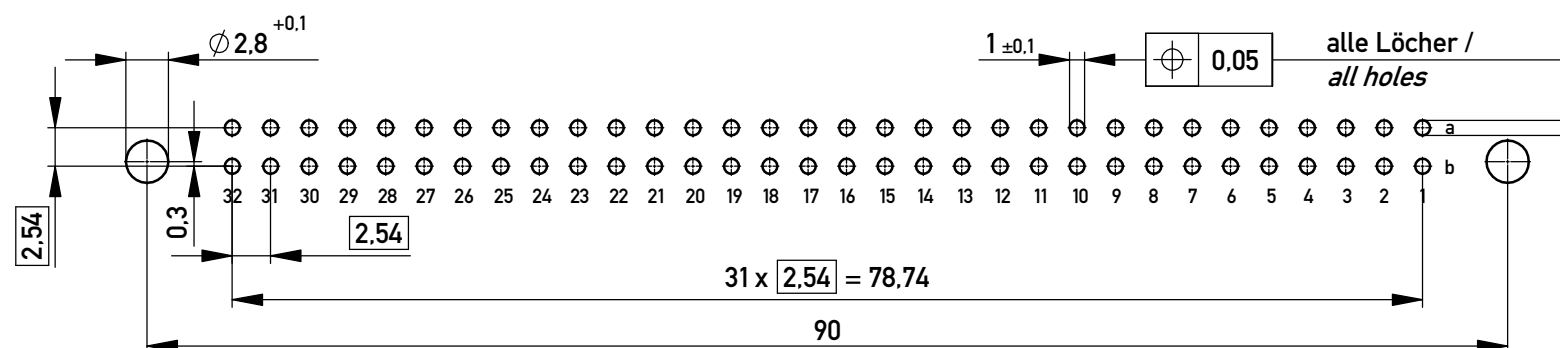 ⌀2,8 +0,1
1 ±0,1
⌖ 0,05
alle Löcher /
all holes
a
b
32 31 30 29 28 27 26 25 24 23 22 21 20 19 18 17 16 15 14 13 12 11 10 9 8 7 6 5 4 3 2 1
2,54
0,3
2,54
31 x 2,54 = 78,74
90